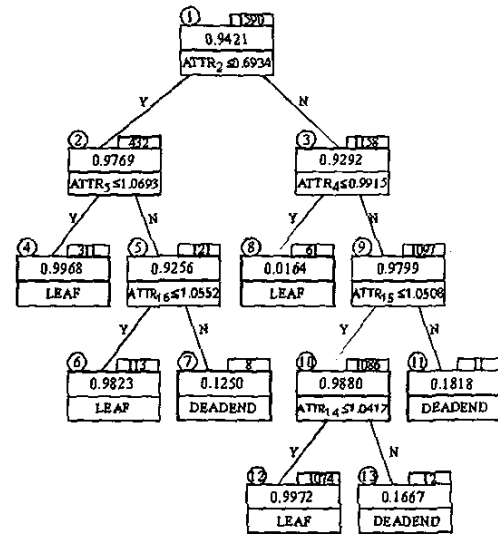 1 1590
0.9421
ATTR2 ≤0.6934
Y N
2 432
0.9769
ATTR5 ≤1.0693
3 1158
0.9292
ATTR4 ≤0.9915
Y N
Y N
4 311
0.9968
LEAF
5 121
0.9256
ATTR16 ≤1.0552
8 61
0.0164
LEAF
9 1097
0.9799
ATTR15 ≤1.0508
Y N
Y N
6 113
0.9823
LEAF
7 8
0.1250
DEADEND
10 1086
0.9880
ATTR14 ≤1.0417
11 11
0.1818
DEADEND
Y N
12 1074
0.9972
LEAF
13 12
0.1667
DEADEND